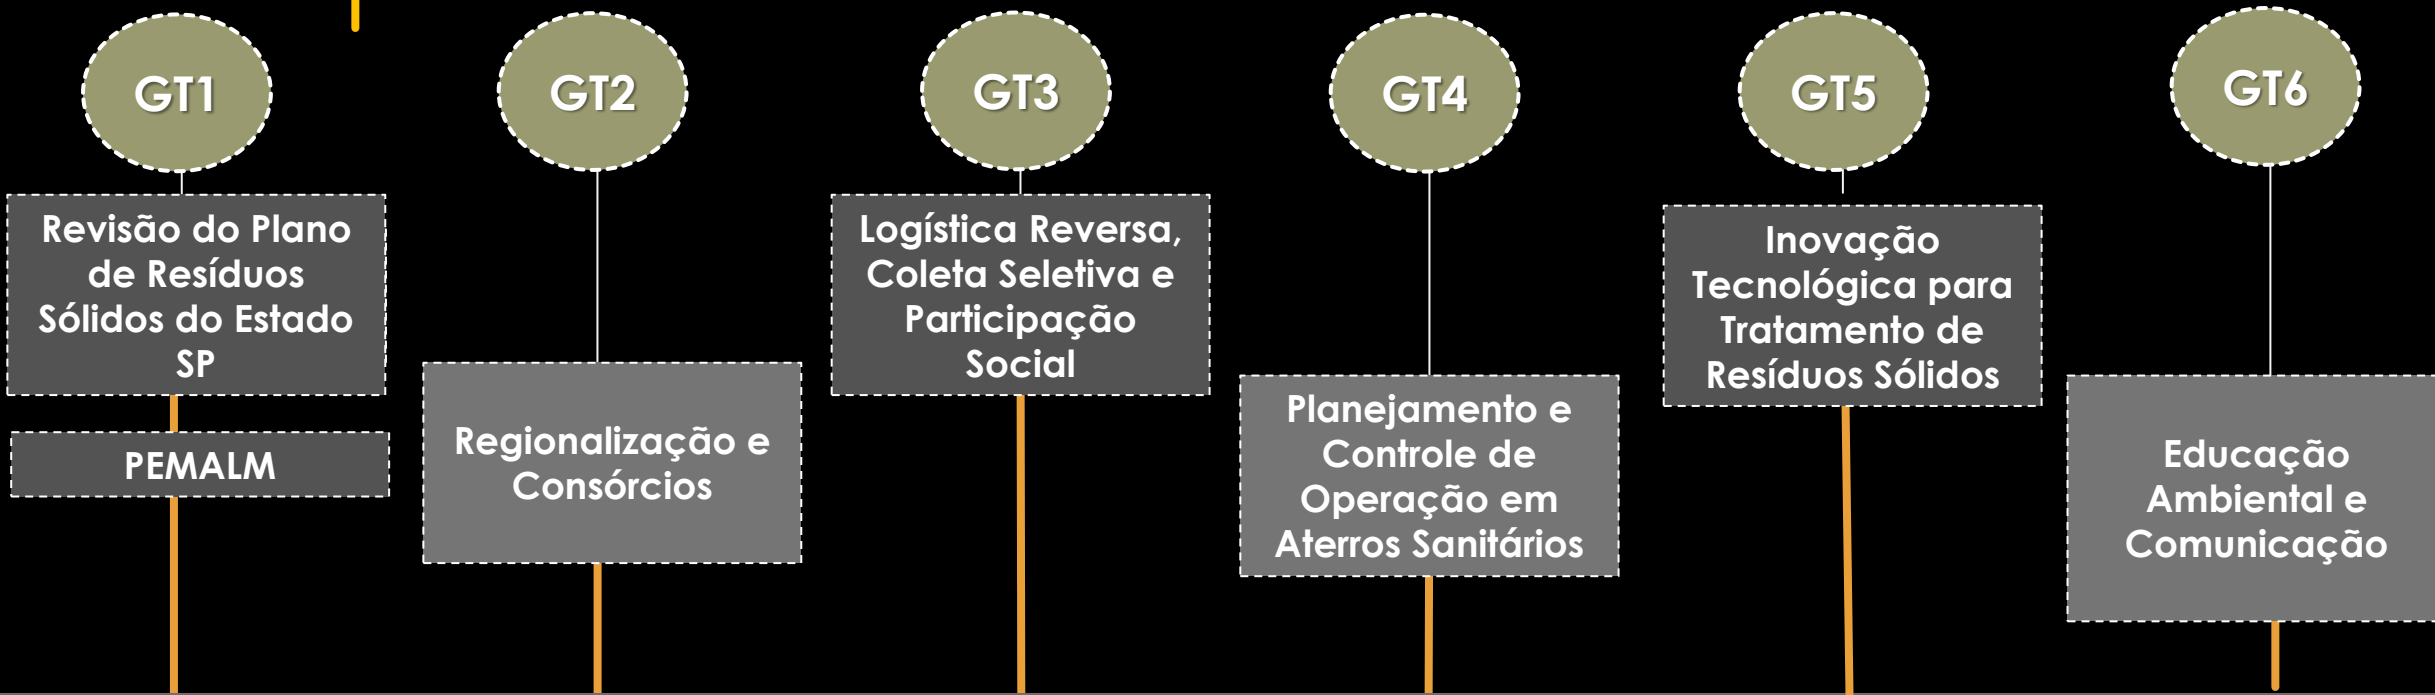 GT1
Revisão do Plano
de Resíduos
Sólidos do Estado
SP
PEMALM
GT2
Regionalização e
Consórcios
GT3
Logística Reversa,
Coleta Seletiva e
Participação
Social
GT4
Planejamento e
Controle de
Operação em
Aterros Sanitários
GT5
Inovação
Tecnológica para
Tratamento de
Resíduos Sólidos
GT6
Educação
Ambiental e
Comunicação